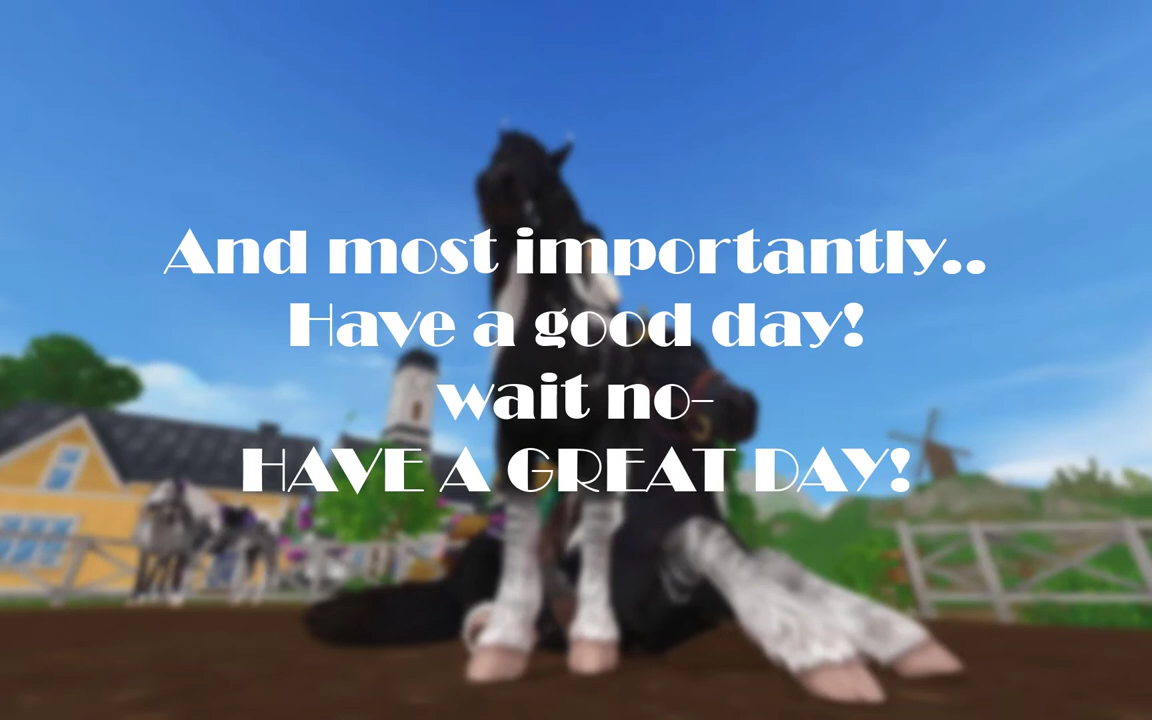 And most importantly..
Have a good day!
wait no-
HAVE A GREAT DAY!